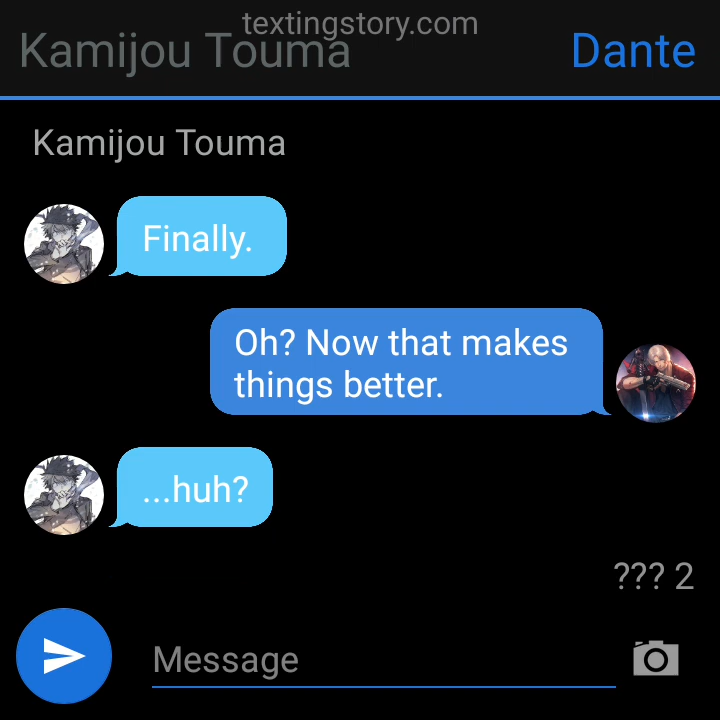 textingstory.com
Kamijou Touma
Dante
Kamijou Touma
Finally.
Oh? Now that makes
things better.
...huh?
??? 2
Message